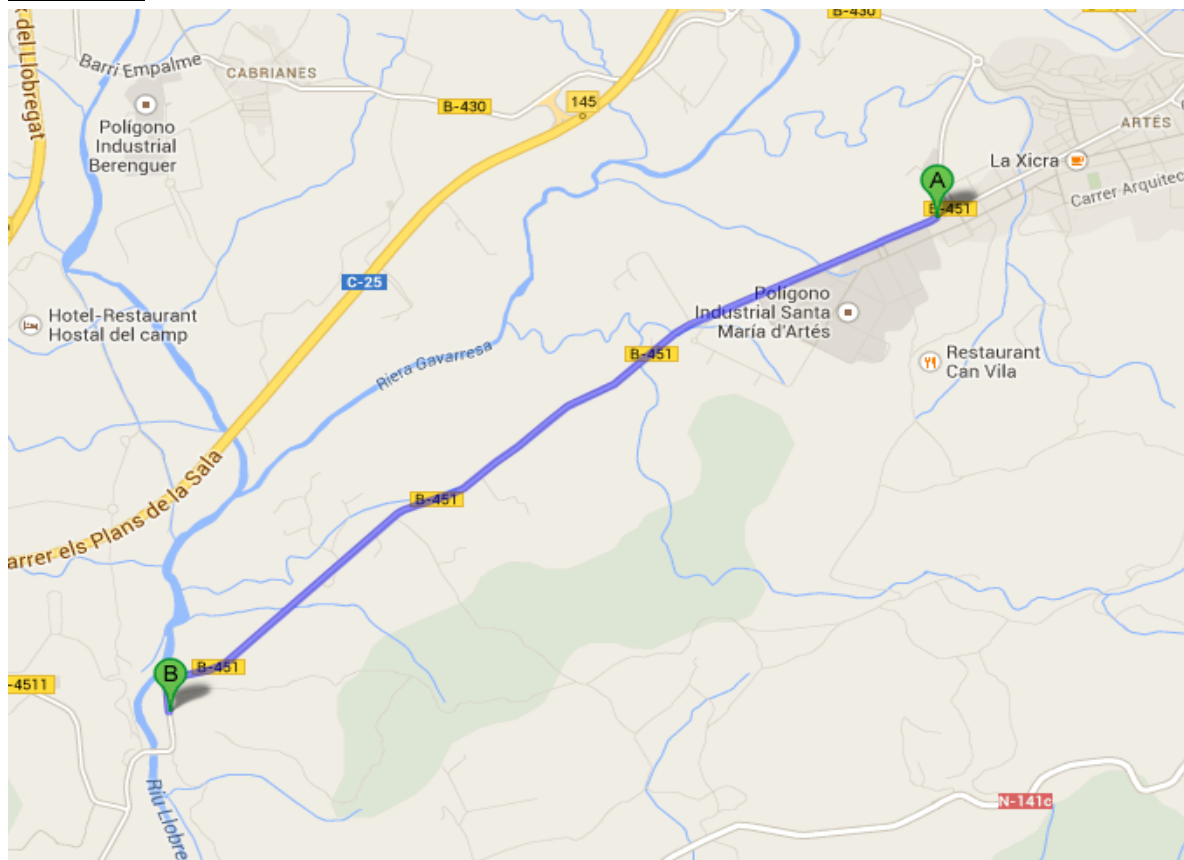 del Llobregat
Barri Empalme
CABRIANES
B-430
B-430
145
Polígono
Industrial
Berenguer
ARTÉS
La Xicra
Carrer Arquitec
A
B-451
C-25
Hotel-Restaurant
Hostal del camp
Polígono
Industrial Santa
María d'Artés
B-451
Restaurant
Can Vila
Riera Gavarresa
B-451
arrer els Plans de la Sala
B
B-451
-4511
Riu Llobre
N-141c